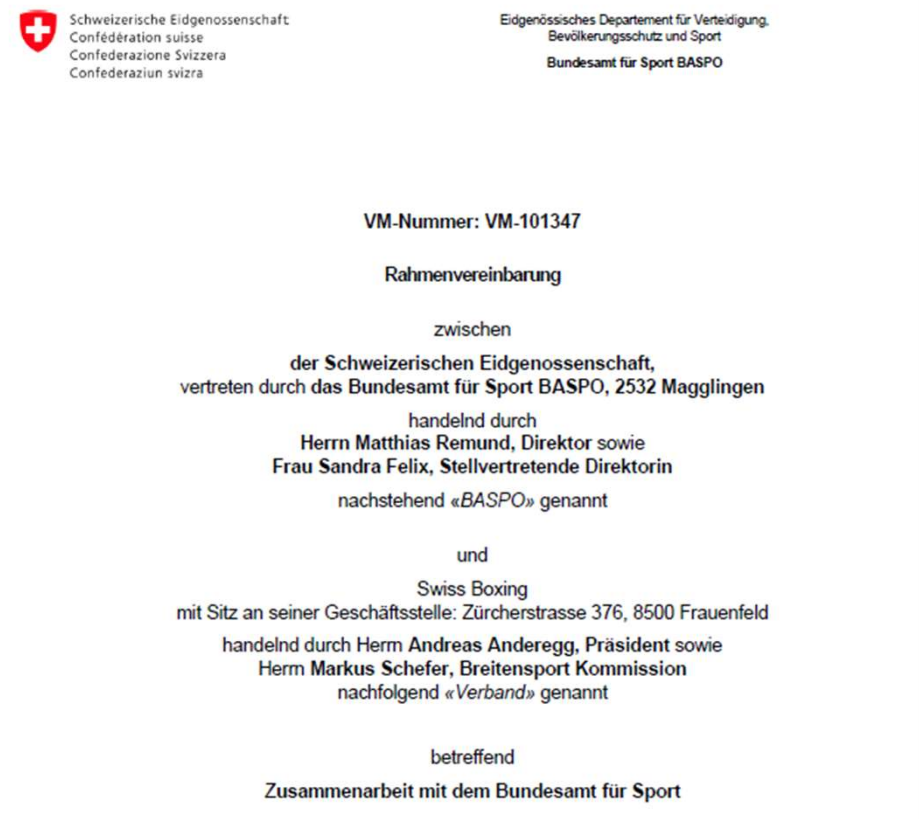 Schweizerische Eidgenossenschaft
Confédération suisse
Confederazione Svizzera
Confederaziun svizra
Eidgenössisches Departement für Verteidigung,
Bevölkerungsschutz und Sport
Bundesamt für Sport BASPO
VM-Nummer: VM-101347
Rahmenvereinbarung
zwischen
der Schweizerischen Eidgenossenschaft,
vertreten durch das Bundesamt für Sport BASPO, 2532 Magglingen
handelnd durch
Herrn Matthias Remund, Direktor sowie
Frau Sandra Felix, Stellvertretende Direktorin
nachstehend «BASPO» genannt
und
Swiss Boxing
mit Sitz an seiner Geschäftsstelle: Zürcherstrasse 376, 8500 Frauenfeld
handelnd durch Herrn Andreas Anderegg, Präsident sowie
Herrn Markus Schefer, Breitensport Kommission
nachfolgend «Verband» genannt
betreffend
Zusammenarbeit mit dem Bundesamt für Sport